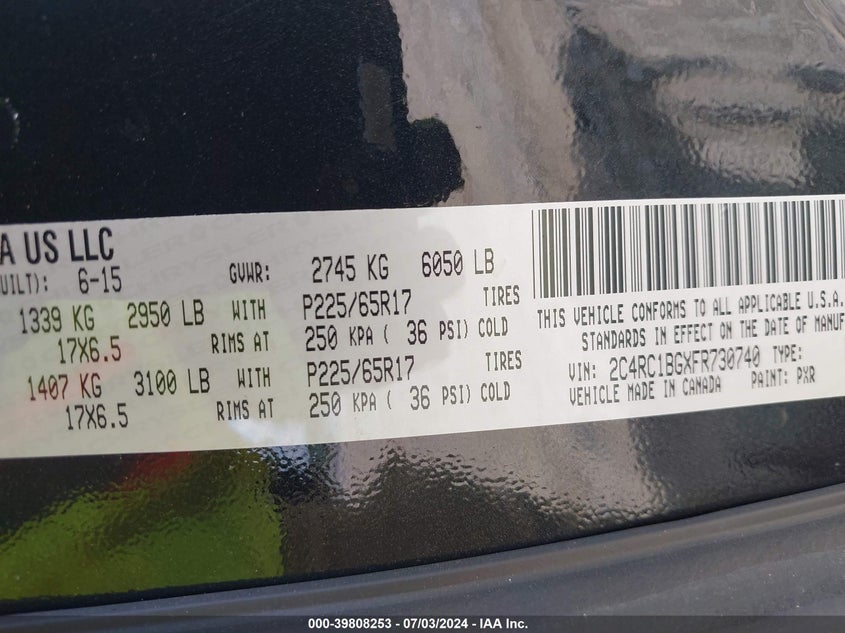 A US LLC
UILT): 6-15 GVWR: 2745 KG 6050 LB
1339 KG 2950 LB WITH P225/65R17 TIRES
17X6.5 RIMS AT 250 KPA ( 36 PSI) COLD
1407 KG 3100 LB WITH P225/65R17 TIRES
17X6.5 RIMS AT 250 KPA ( 36 PSI) COLD
THIS VEHICLE CONFORMS TO ALL APPLICABLE U.S.A.
STANDARDS IN EFFECT ON THE DATE OF MANUF
VIN: 2C4RC1BGXFR730740 TYPE:
VEHICLE MADE IN CANADA PAINT: PXR
000-39808253 - 07/03/2024 - IAA Inc.